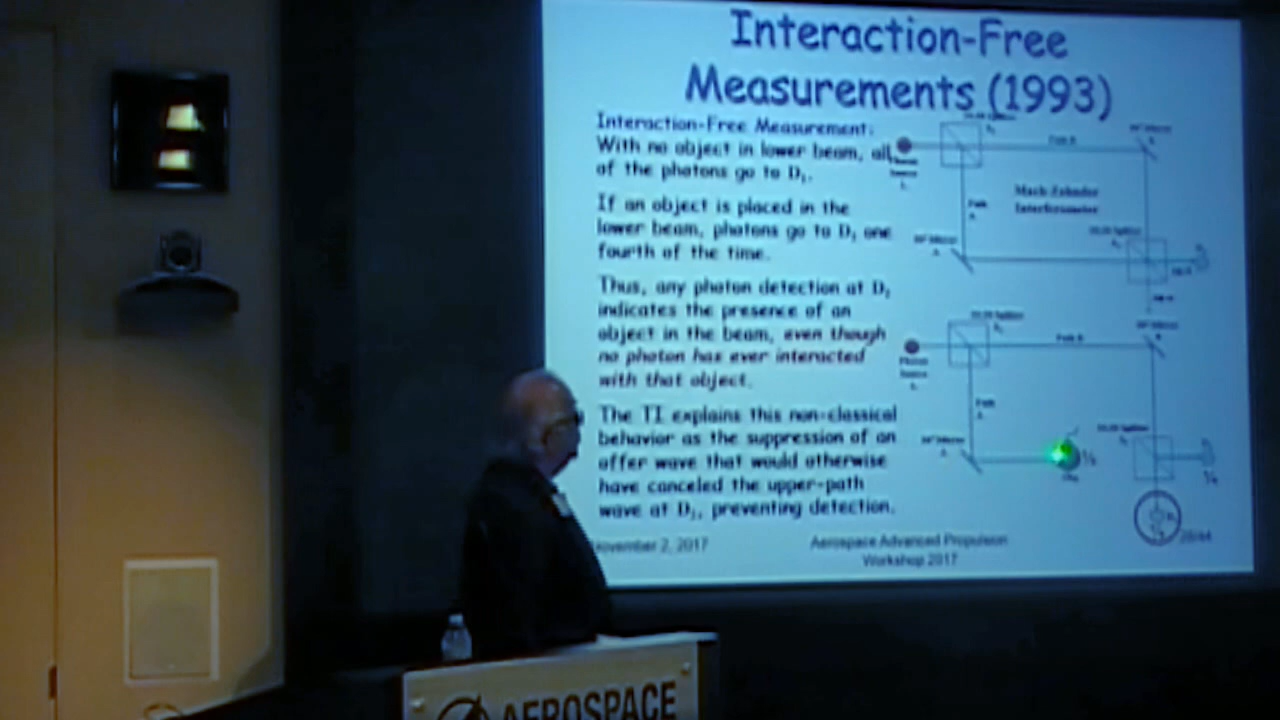 Interaction-Free
Measurements (1993)
Interaction-Free Measurement:
With no object in lower beam, all
of the photons go to D₁.
If an object is placed in the
lower beam, photons go to D₂ one
fourth of the time.
Thus, any photon detection at D₂
indicates the presence of an
object in the beam, even though
no photon has ever interacted
with that object.
The TI explains this non-classical
behavior as the suppression of an
offer wave that would otherwise
have canceled the upper-path
wave at D₂, preventing detection.
Mach-Zehnder
Interferometer
November 2, 2017
Aerospace Advanced Propulsion
Workshop 2017
AEROSPACE